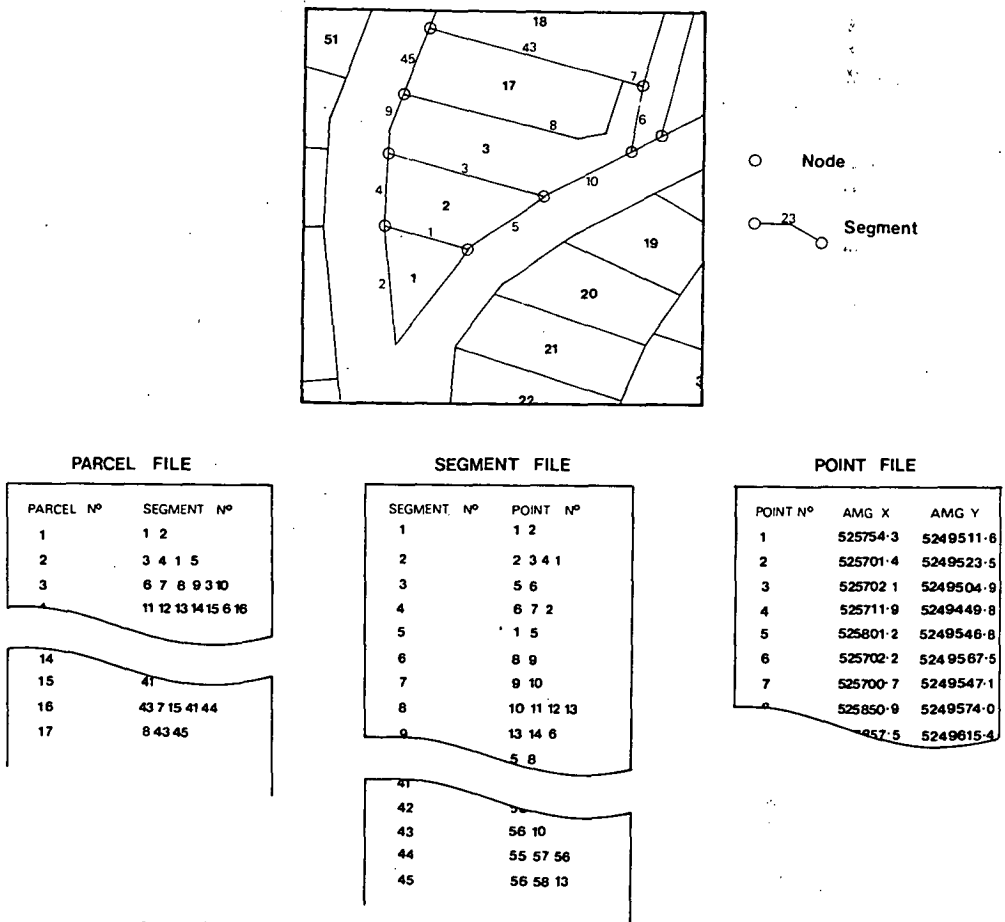 18
51
43
45
7
17
9
8
6
3
3
10
4
2
5
1
19
2
1
20
21
22
Node
23
Segment
PARCEL FILE
PARCEL Nº SEGMENT Nº
1 1 2
2 3 4 1 5
3 6 7 8 9 3 10
11 12 13 14 15 6 16
14
15 41
16 43 7 15 41 44
17 8 43 45
SEGMENT FILE
SEGMENT Nº POINT Nº
1 1 2
2 2 3 4 1
3 5 6
4 6 7 2
5 1 5
6 8 9
7 9 10
8 10 11 12 13
9 13 14 6
5 8
41
42
43 56 10
44 55 57 56
45 56 58 13
POINT FILE
POINT Nº AMG X AMG Y
1 525754·3 5249511·6
2 525701·4 5249523·5
3 525702 1 5249504·9
4 525711·9 5249449·8
5 525801·2 5249546·8
6 525702·2 5249567·5
7 525700·7 5249547·1
525850·9 5249574·0
857·5 5249615·4